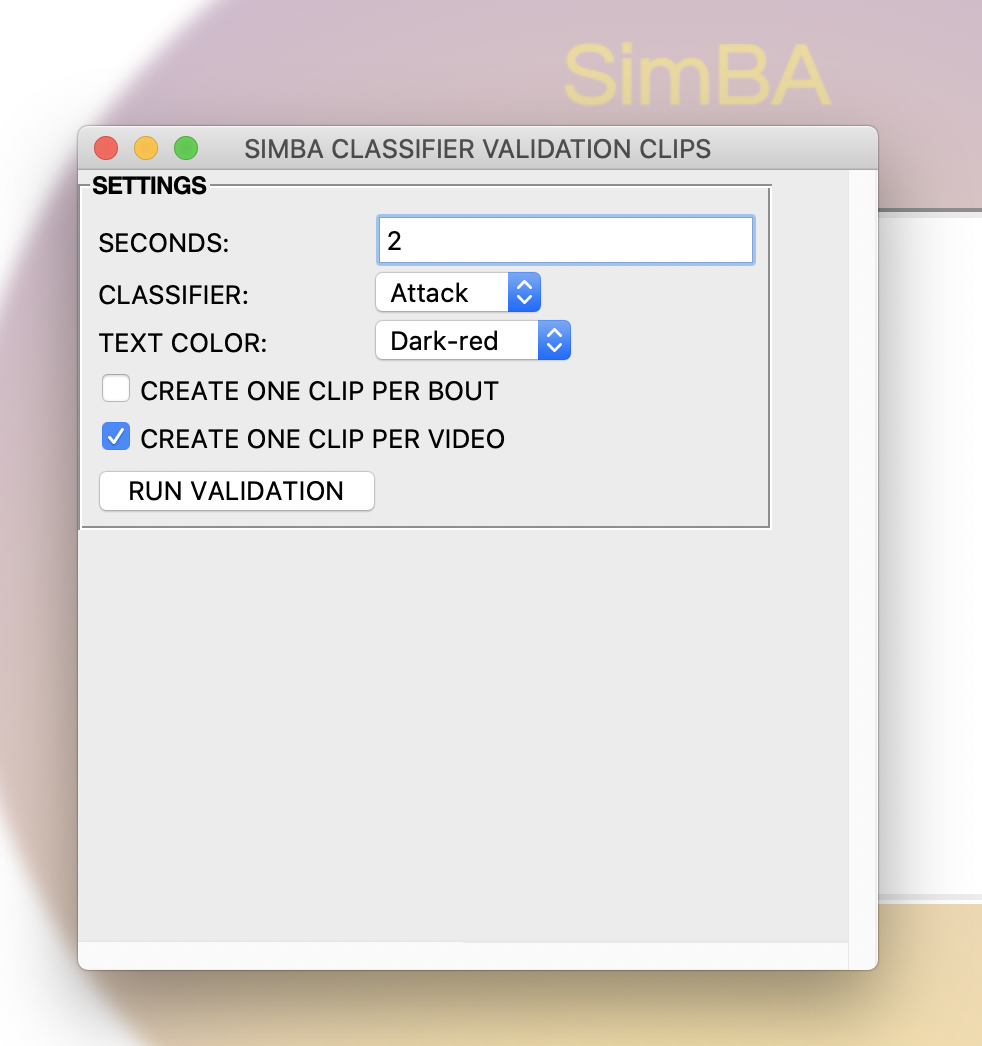 SimBA
SIMBA CLASSIFIER VALIDATION CLIPS
SETTINGS
SECONDS: 2
CLASSIFIER: Attack
TEXT COLOR: Dark-red
CREATE ONE CLIP PER BOUT
CREATE ONE CLIP PER VIDEO
RUN VALIDATION